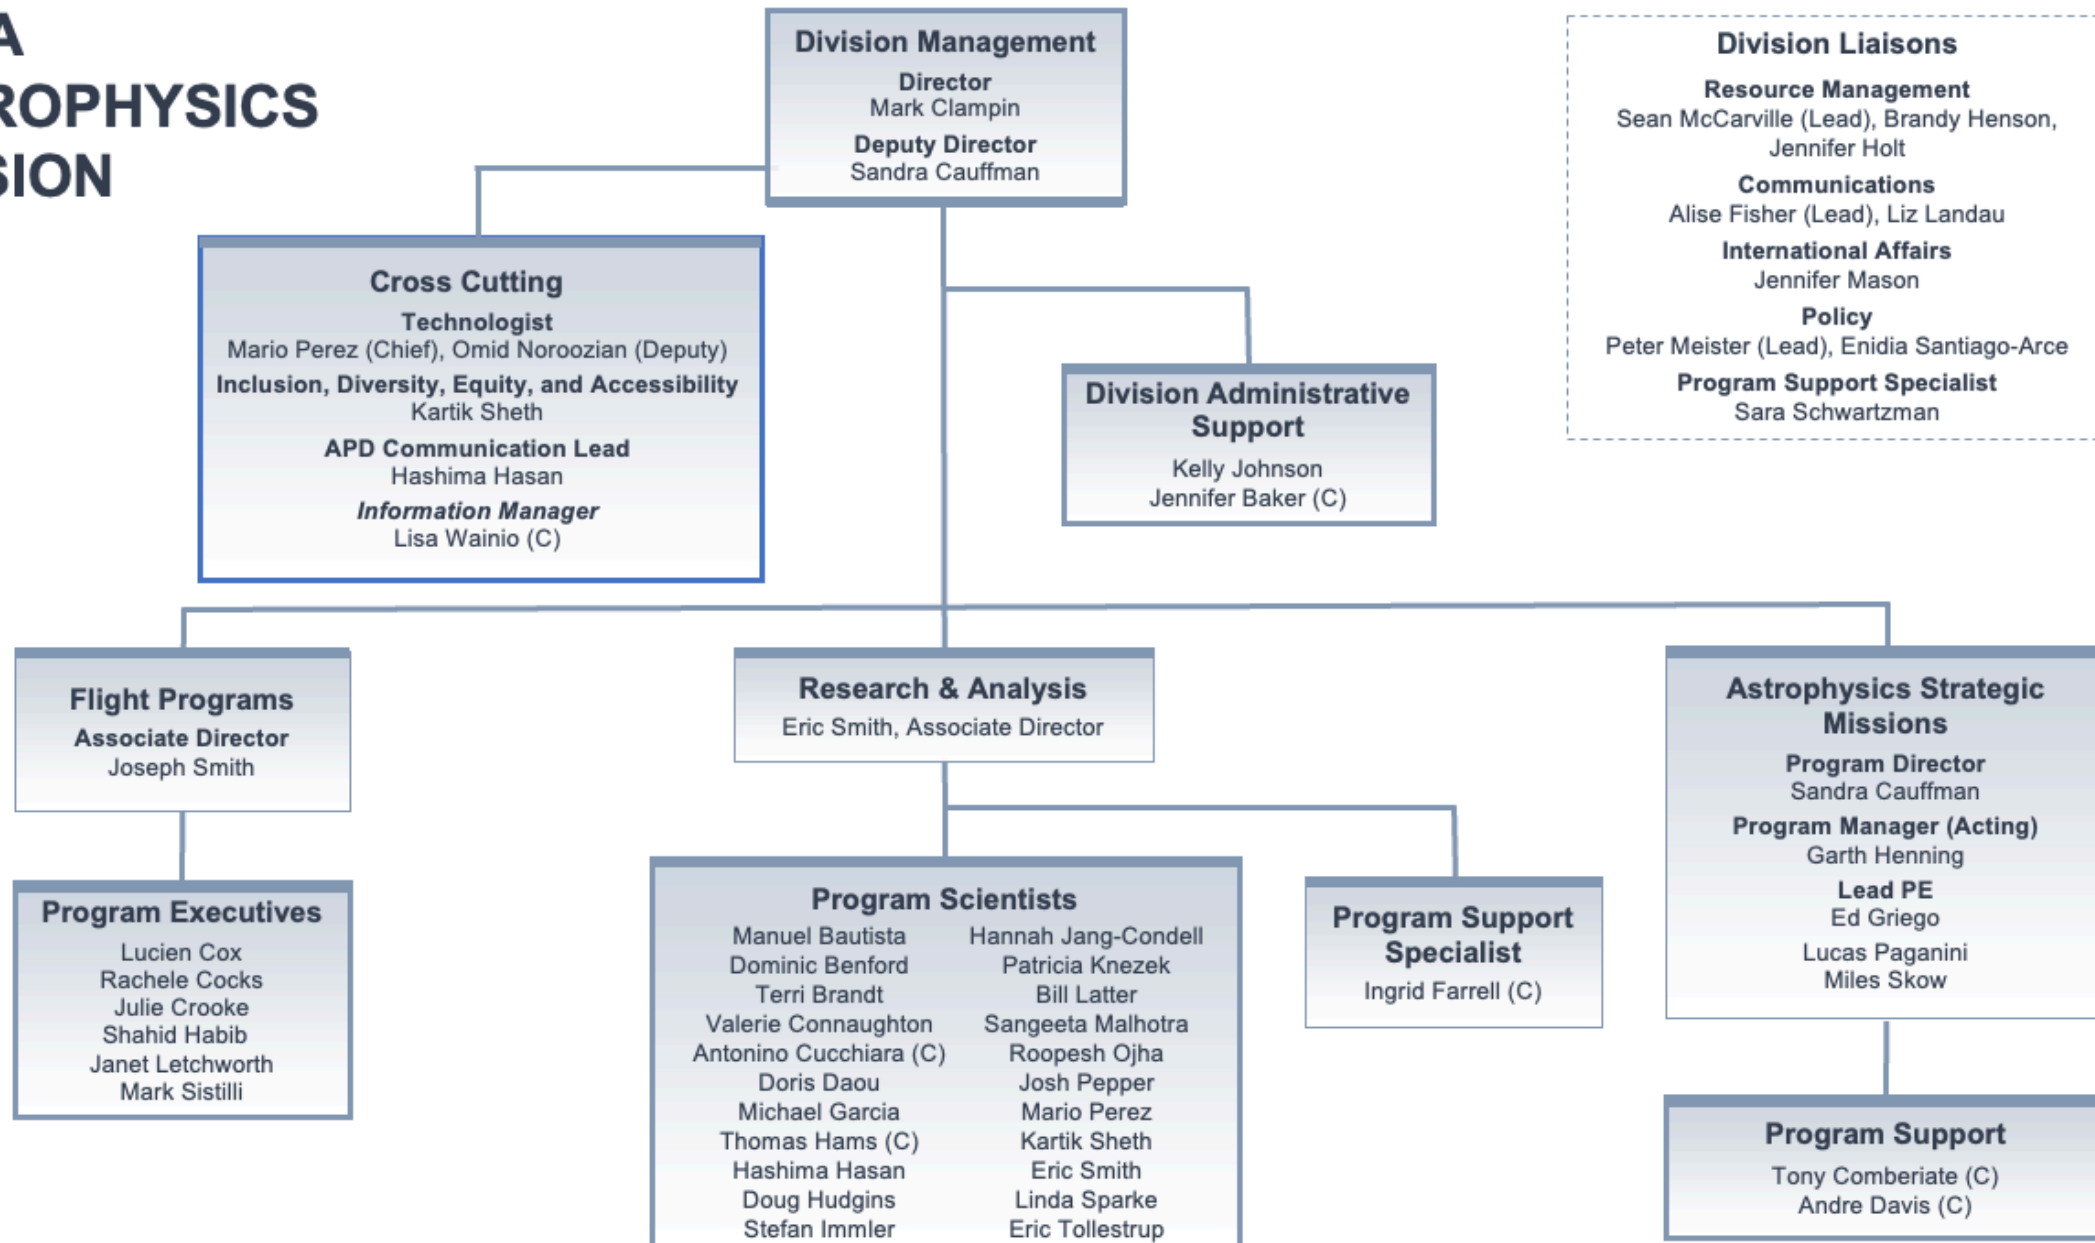 A
ROPHYSICS
SION
Division Management
Director
Mark Clampin
Deputy Director
Sandra Cauffman
Division Liaisons
Resource Management
Sean McCarville (Lead), Brandy Henson,
Jennifer Holt
Communications
Alise Fisher (Lead), Liz Landau
International Affairs
Jennifer Mason
Policy
Peter Meister (Lead), Enidia Santiago-Arce
Program Support Specialist
Sara Schwartzman
Cross Cutting
Technologist
Mario Perez (Chief), Omid Noroozian (Deputy)
Inclusion, Diversity, Equity, and Accessibility
Kartik Sheth
APD Communication Lead
Hashima Hasan
Information Manager
Lisa Wainio (C)
Division Administrative
Support
Kelly Johnson
Jennifer Baker (C)
Flight Programs
Associate Director
Joseph Smith
Program Executives
Lucien Cox
Rachele Cocks
Julie Crooke
Shahid Habib
Janet Letchworth
Mark Sistilli
Research & Analysis
Eric Smith, Associate Director
Program Scientists
Manuel Bautista
Dominic Benford
Terri Brandt
Valerie Connaughton
Antonino Cucchiara (C)
Doris Daou
Michael Garcia
Thomas Hams (C)
Hashima Hasan
Doug Hudgins
Stefan Immler
Hannah Jang-Condell
Patricia Knezek
Bill Latter
Sangeeta Malhotra
Roopesh Ojha
Josh Pepper
Mario Perez
Kartik Sheth
Eric Smith
Linda Sparke
Eric Tollestrup
Program Support
Specialist
Ingrid Farrell (C)
Astrophysics Strategic
Missions
Program Director
Sandra Cauffman
Program Manager (Acting)
Garth Henning
Lead PE
Ed Griego
Lucas Paganini
Miles Skow
Program Support
Tony Comberiate (C)
Andre Davis (C)